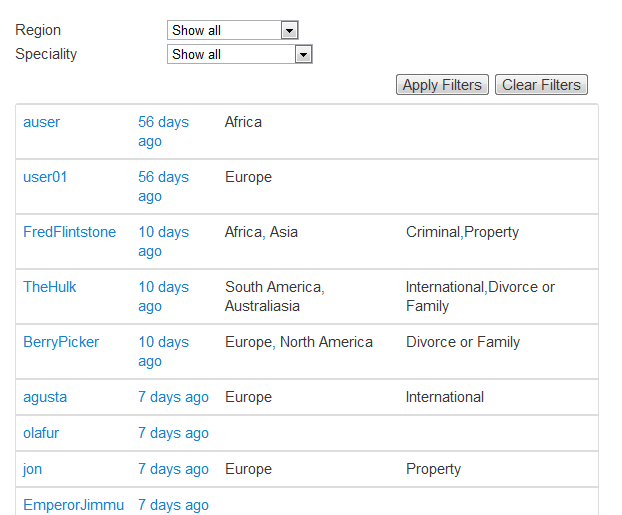 Region Show all
Speciality Show all
Apply Filters Clear Filters
auser 56 days Africa
ago
user01 56 days Europe
ago
FredFlintstone 10 days Africa, Asia Criminal,Property
ago
TheHulk 10 days South America, International,Divorce or
ago Australiasia Family
BerryPicker 10 days Europe, North America Divorce or Family
ago
agusta 7 days ago Europe International
olafur 7 days ago
jon 7 days ago Europe Property
EmperorJimmu 7 days ago